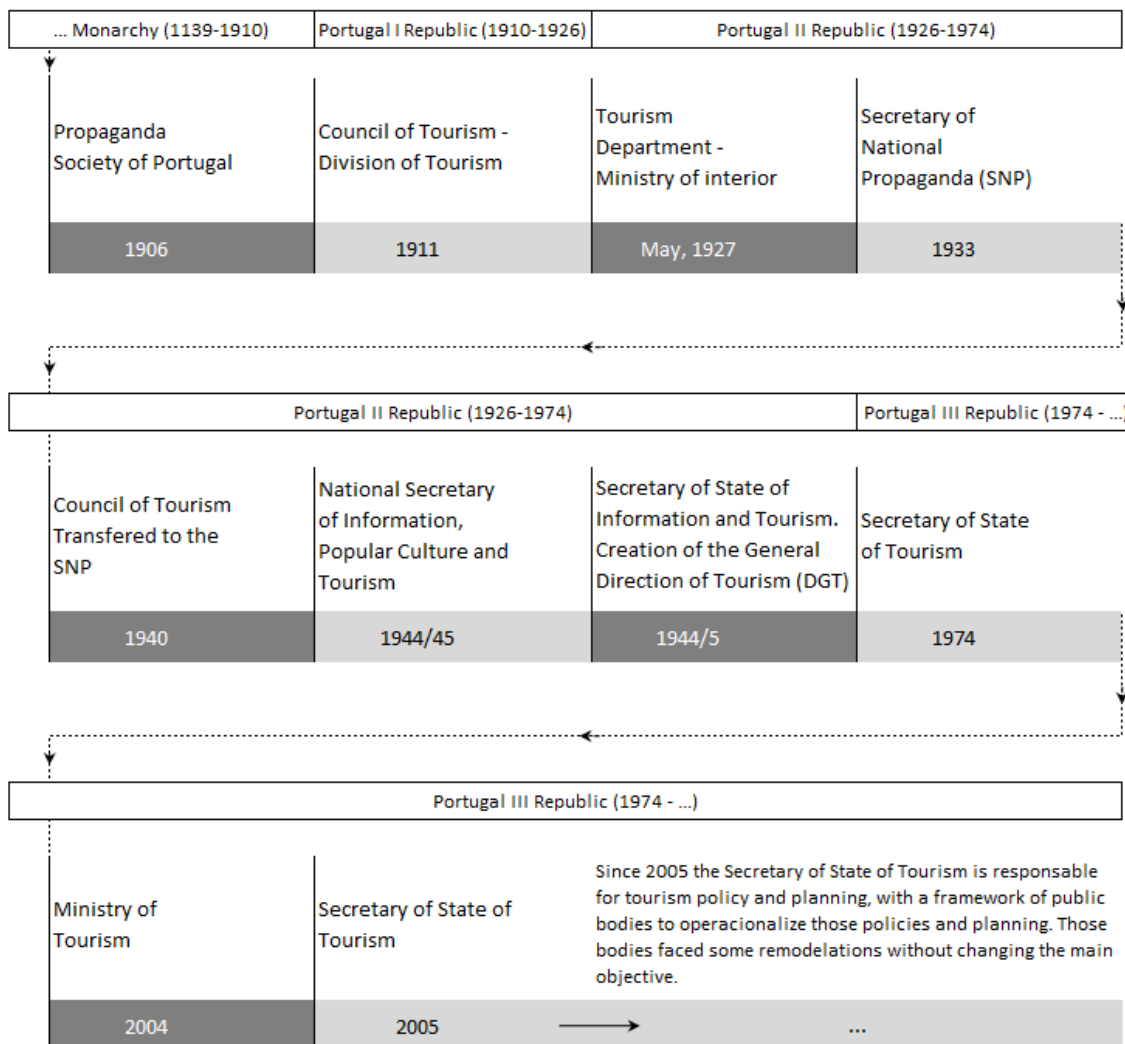 ... Monarchy (1139-1910)
Portugal I Republic (1910-1926)
Portugal II Republic (1926-1974)
Propaganda
Society of Portugal
Council of Tourism -
Division of Tourism
Tourism
Department -
Ministry of interior
Secretary of
National
Propaganda (SNP)
1906
1911
May, 1927
1933
Portugal II Republic (1926-1974)
Portugal III Republic (1974 - ...)
Council of Tourism
Transfered to the
SNP
National Secretary
of Information,
Popular Culture and
Tourism
Secretary of State of
Information and Tourism.
Creation of the General
Direction of Tourism (DGT)
Secretary of State
of Tourism
1940
1944/45
1944/5
1974
Portugal III Republic (1974 - ...)
Ministry of
Tourism
Secretary of State of
Tourism
Since 2005 the Secretary of State of Tourism is responsable
for tourism policy and planning, with a framework of public
bodies to operacionalize those policies and planning. Those
bodies faced some remodelations without changing the main
objective.
2004
2005
...